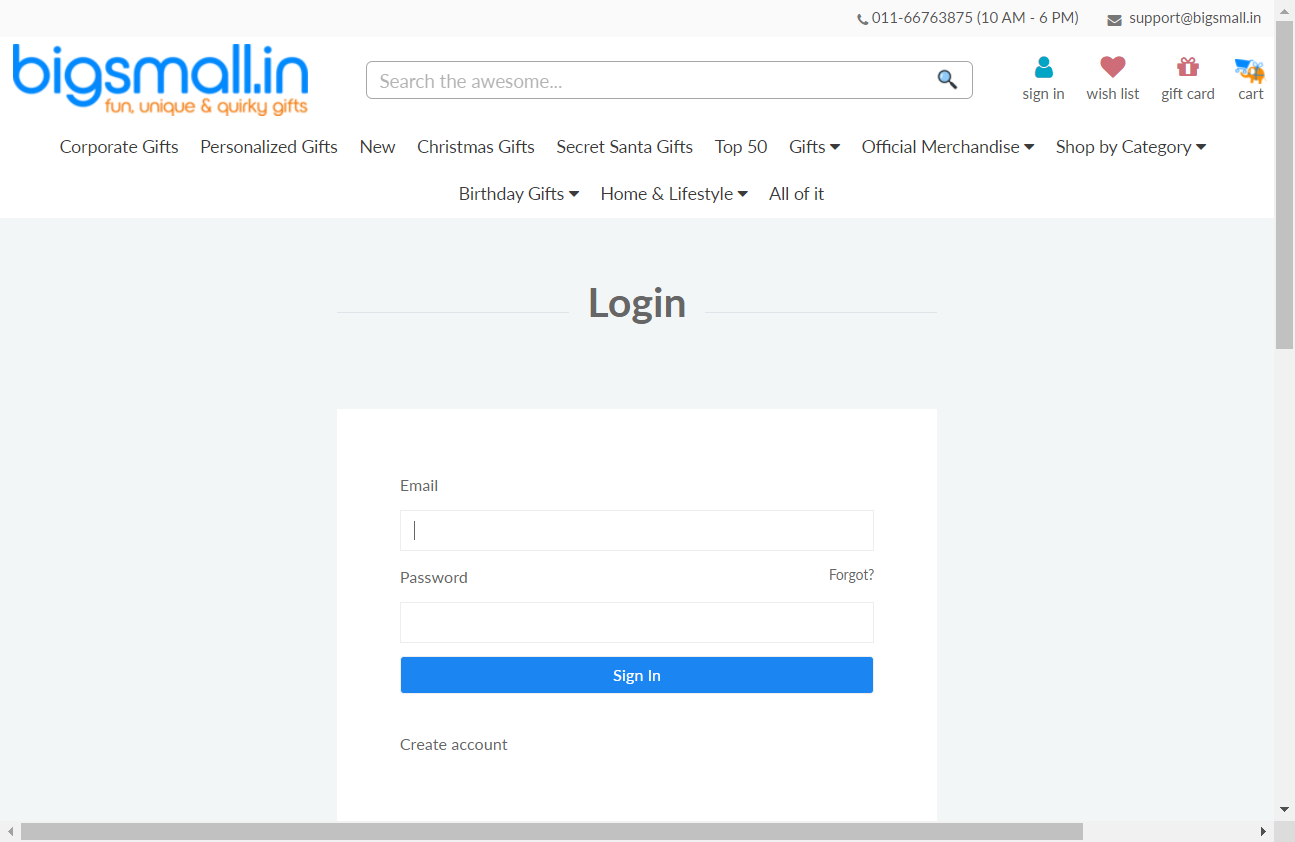 011-66763875 (10 AM - 6 PM) support@bigsmall.in
bigsmall.in
fun, unique & quirky gifts
Search the awesome...
sign in wish list gift card cart
Corporate Gifts Personalized Gifts New Christmas Gifts Secret Santa Gifts Top 50 Gifts Official Merchandise Shop by Category
Birthday Gifts Home & Lifestyle All of it
Login
Email
Password Forgot?
Sign In
Create account